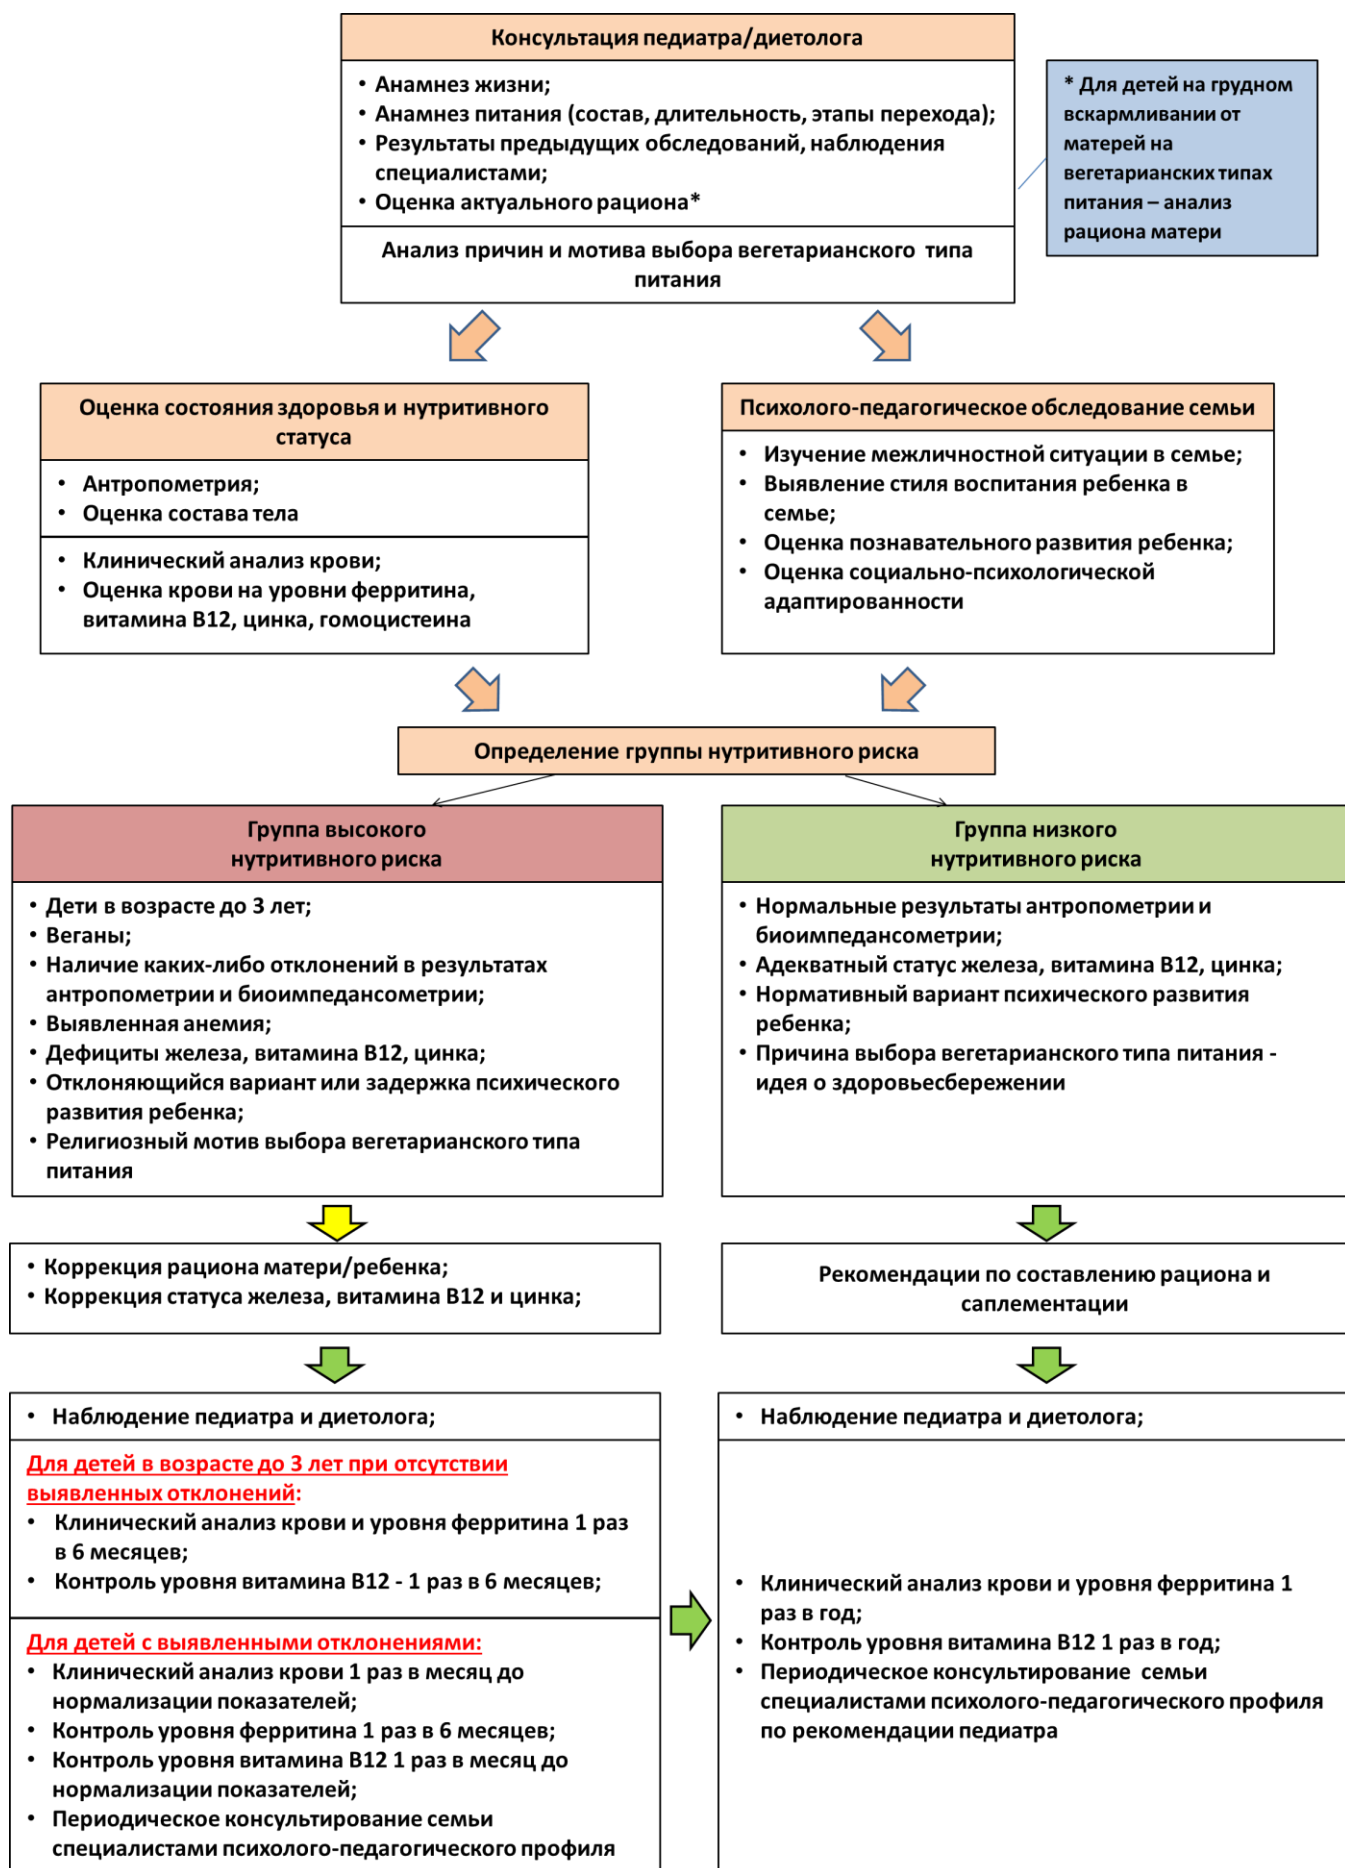 Консультация педиатра/диетолога
• Анамнез жизни;
• Анамнез питания (состав, длительность, этапы перехода);
• Результаты предыдущих обследований, наблюдения
специалистами;
• Оценка актуального рациона*
Анализ причин и мотива выбора вегетарианского типа
питания
* Для детей на грудном
вскармливании от
матерей на
вегетарианских типах
питания – анализ
рациона матери
Оценка состояния здоровья и нутритивного
статуса
• Антропометрия;
• Оценка состава тела
• Клинический анализ крови;
• Оценка крови на уровни ферритина,
витамина В12, цинка, гомоцистеина
Психолого-педагогическое обследование семьи
• Изучение межличностной ситуации в семье;
• Выявление стиля воспитания ребенка в
семье;
• Оценка познавательного развития ребенка;
• Оценка социально-психологической
адаптированности
Определение группы нутритивного риска
Группа высокого
нутритивного риска
• Дети в возрасте до 3 лет;
• Веганы;
• Наличие каких-либо отклонений в результатах
антропометрии и биоимпедансометрии;
• Выявленная анемия;
• Дефициты железа, витамина В12, цинка;
• Отклоняющийся вариант или задержка психического
развития ребенка;
• Религиозный мотив выбора вегетарианского типа
питания
Группа низкого
нутритивного риска
• Нормальные результаты антропометрии и
биоимпедансометрии;
• Адекватный статус железа, витамина В12, цинка;
• Нормативный вариант психического развития
ребенка;
• Причина выбора вегетарианского типа питания -
идея о здоровьесбережении
• Коррекция рациона матери/ребенка;
• Коррекция статуса железа, витамина В12 и цинка;
Рекомендации по составлению рациона и
саплементации
• Наблюдение педиатра и диетолога;
Для детей в возрасте до 3 лет при отсутствии
выявленных отклонений:
• Клинический анализ крови и уровня ферритина 1 раз
в 6 месяцев;
• Контроль уровня витамина В12 - 1 раз в 6 месяцев;
Для детей с выявленными отклонениями:
• Клинический анализ крови 1 раз в месяц до
нормализации показателей;
• Контроль уровня ферритина 1 раз в 6 месяцев;
• Контроль уровня витамина В12 1 раз в месяц до
нормализации показателей;
• Периодическое консультирование семьи
специалистами психолого-педагогического профиля
• Наблюдение педиатра и диетолога;
• Клинический анализ крови и уровня ферритина 1
раз в год;
• Контроль уровня витамина В12 1 раз в год;
• Периодическое консультирование семьи
специалистами психолого-педагогического профиля
по рекомендации педиатра